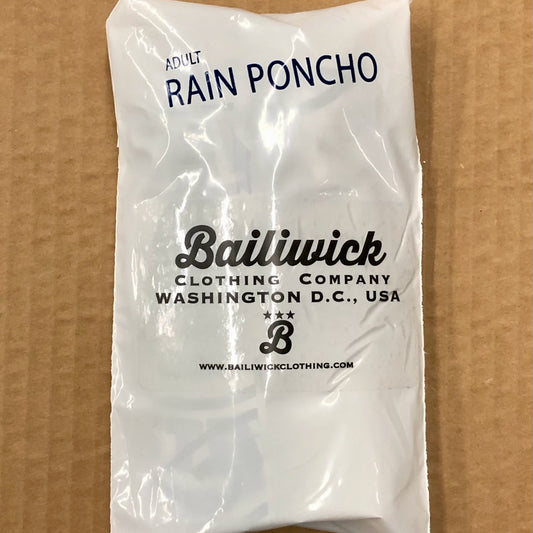 ADULT
RAIN PONCHO
Bailiwick
CLOTHING COMPANY
WASHINGTON D.C., USA
B
WWW.BAILIWICKCLOTHING.COM